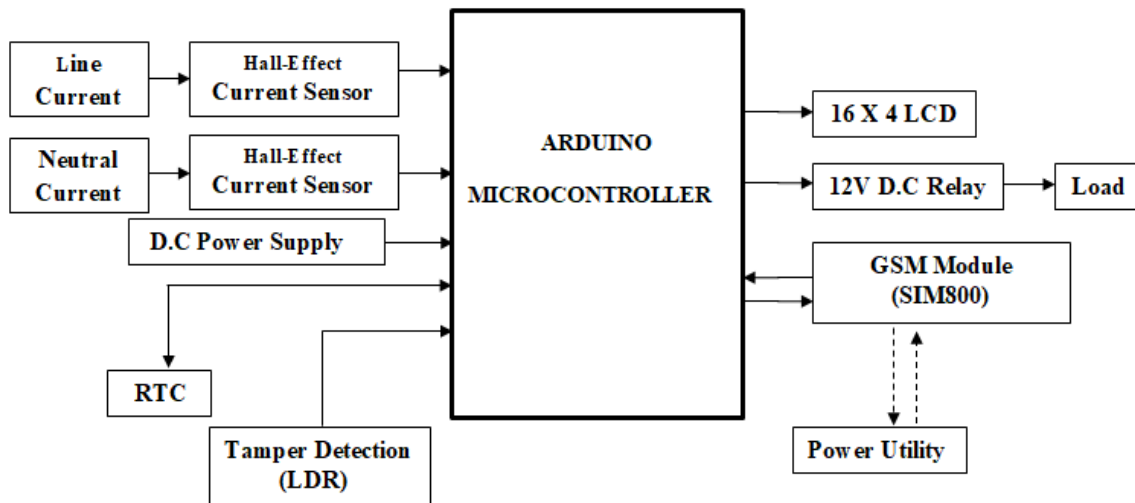 Line
Current
Hall-Effect
Current Sensor
Neutral
Current
Hall-Effect
Current Sensor
D.C Power Supply
RTC
Tamper Detection
(LDR)
ARDUINO
MICROCONTROLLER
16 X 4 LCD
12V D.C Relay
Load
GSM Module
(SIM800)
Power Utility